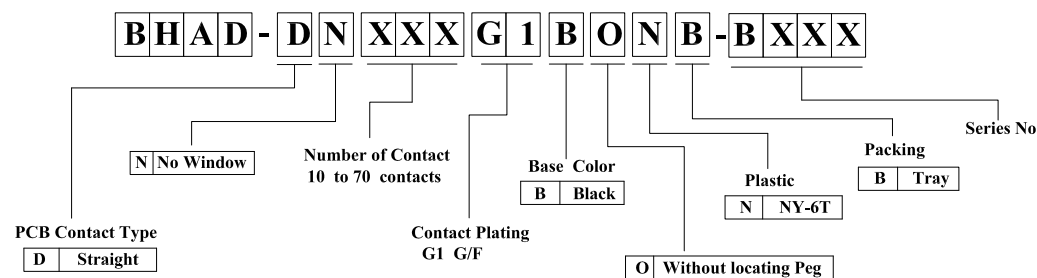 BHAD-DNXXXG1BONB-BXXX
Series No
N No Window
Number of Contact
10 to 70 contacts
Packing
B Tray
Base Color
B Black
Plastic
N NY-6T
PCB Contact Type
D Straight
Contact Plating
G1 G/F
O Without locating Peg